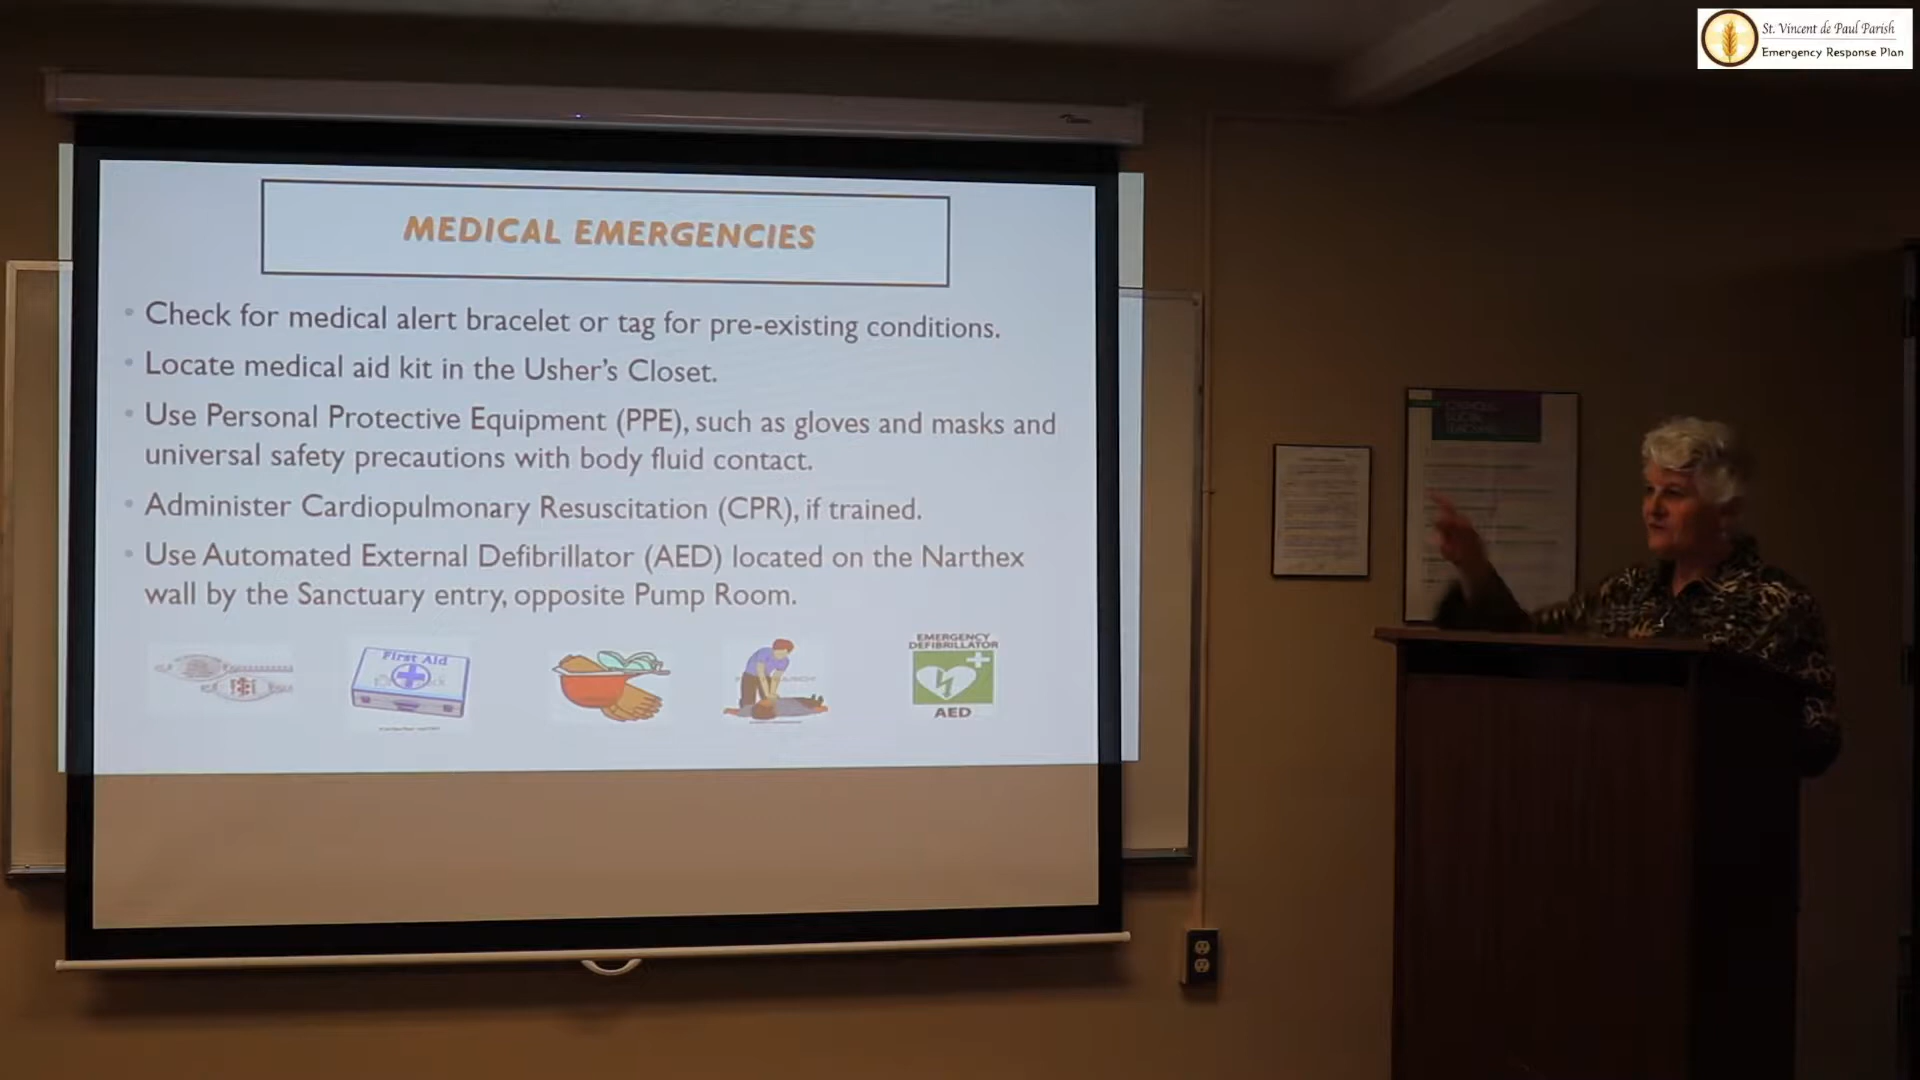 St. Vincent de Paul Parish
Emergency Response Plan
MEDICAL EMERGENCIES
• Check for medical alert bracelet or tag for pre-existing conditions.
• Locate medical aid kit in the Usher's Closet.
• Use Personal Protective Equipment (PPE), such as gloves and masks and
universal safety precautions with body fluid contact.
• Administer Cardiopulmonary Resuscitation (CPR), if trained.
• Use Automated External Defibrillator (AED) located on the Narthex
wall by the Sanctuary entry, opposite Pump Room.
First Aid
EMERGENCY
DEFIBRILLATOR
AED